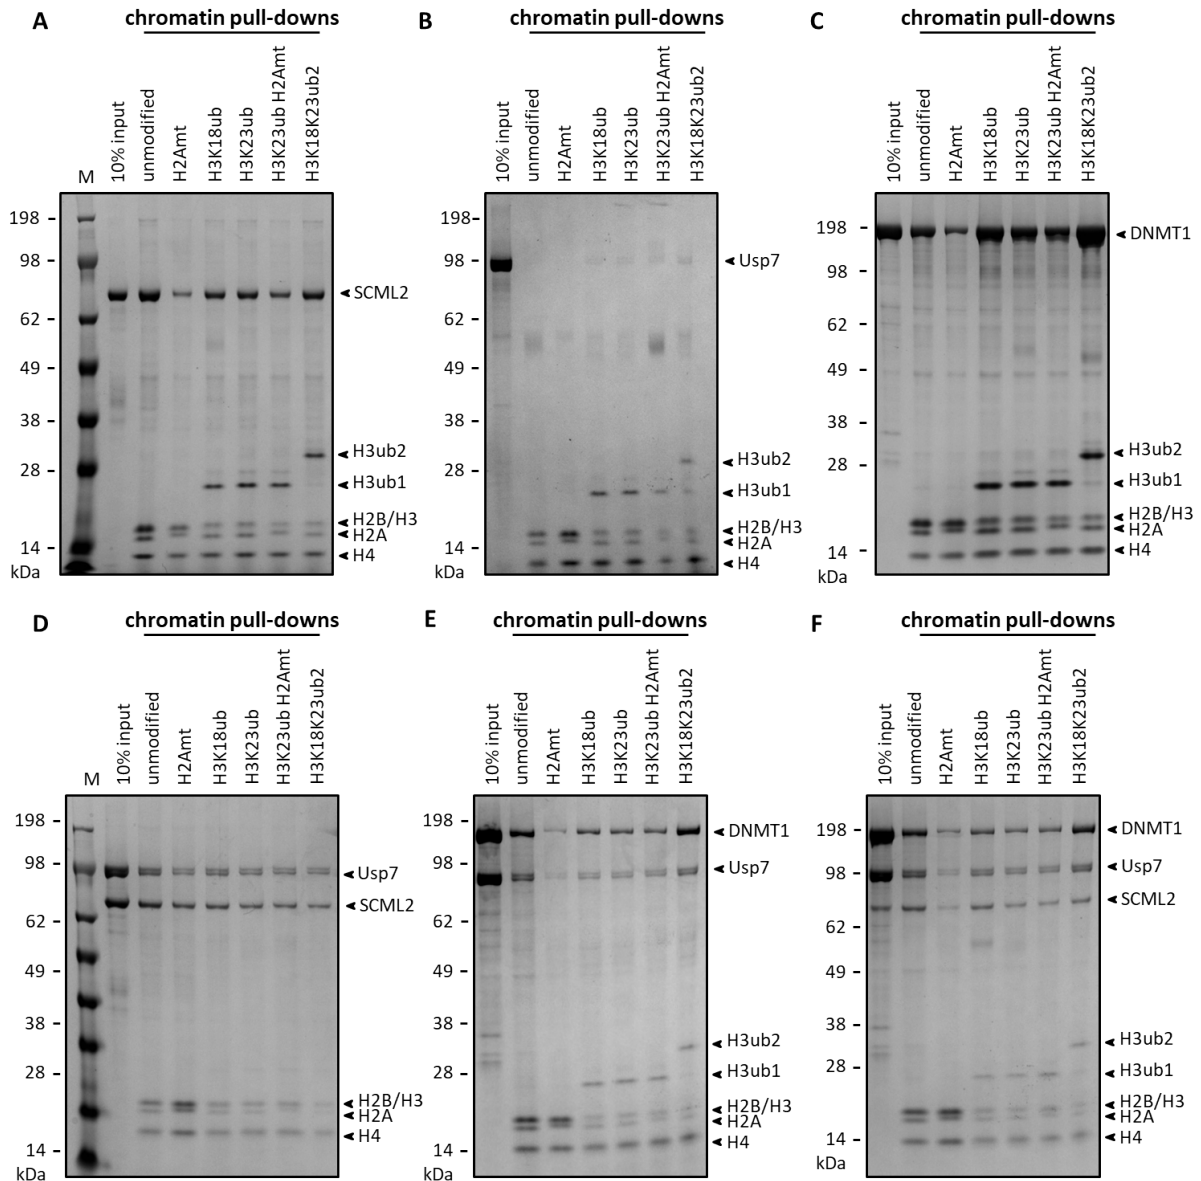 A
chromatin pull-downs
M
10% input
unmodified
H2Amt
H3K18ub
H3K23ub
H3K23ub H2Amt
H3K18K23ub2
198
98
62
49
38
28
14
kDa
SCML2
H3ub2
H3ub1
H2B/H3
H2A
H4
B
chromatin pull-downs
10% input
unmodified
H2Amt
H3K18ub
H3K23ub
H3K23ub H2Amt
H3K18K23ub2
198
98
62
49
38
28
14
kDa
Usp7
H3ub2
H3ub1
H2B/H3
H2A
H4
C
chromatin pull-downs
10% input
unmodified
H2Amt
H3K18ub
H3K23ub
H3K23ub H2Amt
H3K18K23ub2
198
98
62
49
38
28
14
kDa
DNMT1
H3ub2
H3ub1
H2B/H3
H2A
H4
D
chromatin pull-downs
M
10% input
unmodified
H2Amt
H3K18ub
H3K23ub
H3K23ub H2Amt
H3K18K23ub2
198
98
62
49
38
28
14
kDa
Usp7
SCML2
H2B/H3
H2A
H4
E
chromatin pull-downs
10% input
unmodified
H2Amt
H3K18ub
H3K23ub
H3K23ub H2Amt
H3K18K23ub2
198
98
62
49
38
28
14
kDa
DNMT1
Usp7
H3ub2
H3ub1
H2B/H3
H2A
H4
F
chromatin pull-downs
10% input
unmodified
H2Amt
H3K18ub
H3K23ub
H3K23ub H2Amt
H3K18K23ub2
198
98
62
49
38
28
14
kDa
DNMT1
Usp7
SCML2
H3ub2
H3ub1
H2B/H3
H2A
H4